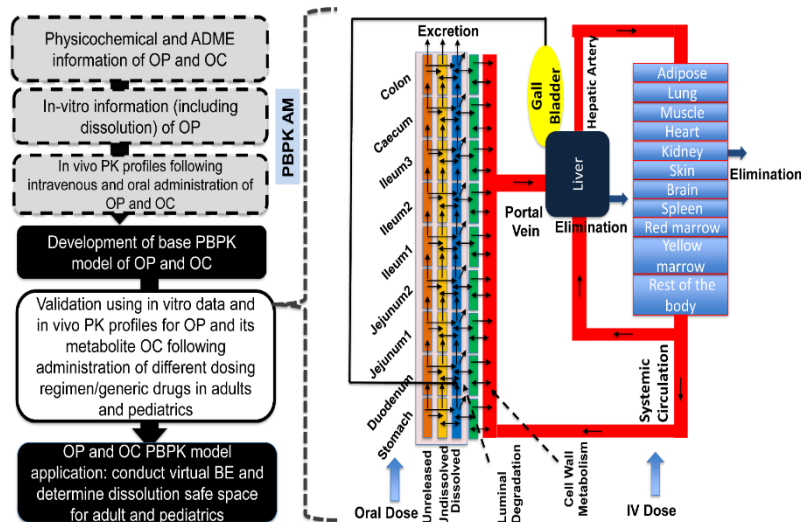 Physicochemical and ADME
information of OP and OC
In-vitro information (including
dissolution) of OP
In vivo PK profiles following
intravenous and oral administration of
OP and OC
Development of base PBPK
model of OP and OC
Validation using in vitro data and
in vivo PK profiles for OP and its
metabolite OC following
administration of different dosing
regimen/generic drugs in adults
and pediatrics
OP and OC PBPK model
application: conduct virtual BE and
determine dissolution safe space
for adult and pediatrics
PBPK AM
Excretion
Colon
Caecum
Ileum3
Ileum2
Ileum1
Jejunum2
Jejunum1
Duodenum
Stomach
Oral Dose
Unreleased
Undissolved
Dissolved
Luminal
Degradation
Cell Wall
Metabolism
Gall
Bladder
Hepatic Artery
Liver
Portal
Vein
Elimination
Adipose
Lung
Muscle
Heart
Kidney
Skin
Brain
Spleen
Red marrow
Yellow
marrow
Rest of the
body
Elimination
Systemic
Circulation
IV Dose